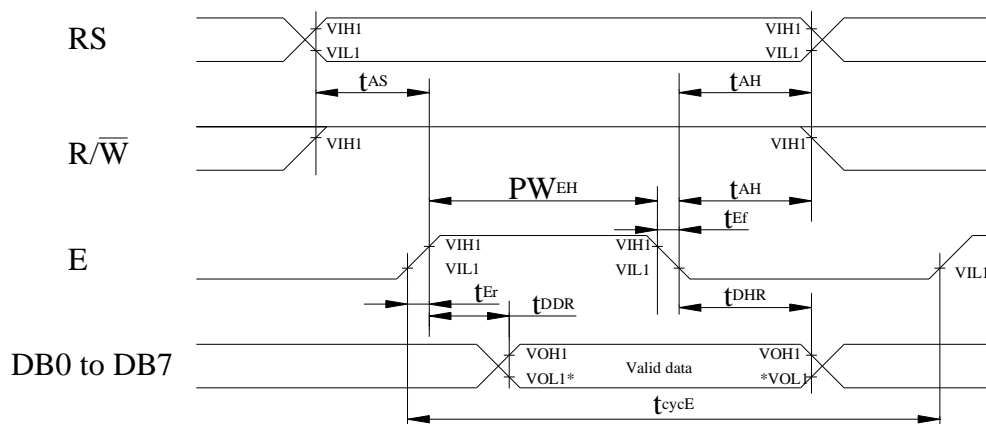 RS
VIH1
VIL1
VIH1
VIL1
tAS
tAH
R/W̅
VIH1
VIH1
PWEH
tAH
tEf
E
VIH1
VIL1
VIH1
VIL1
VIL1
tEr
tDDR
tDHR
DB0 to DB7
VOH1
VOL1*
Valid data
VOH1
*VOL1
tcycE